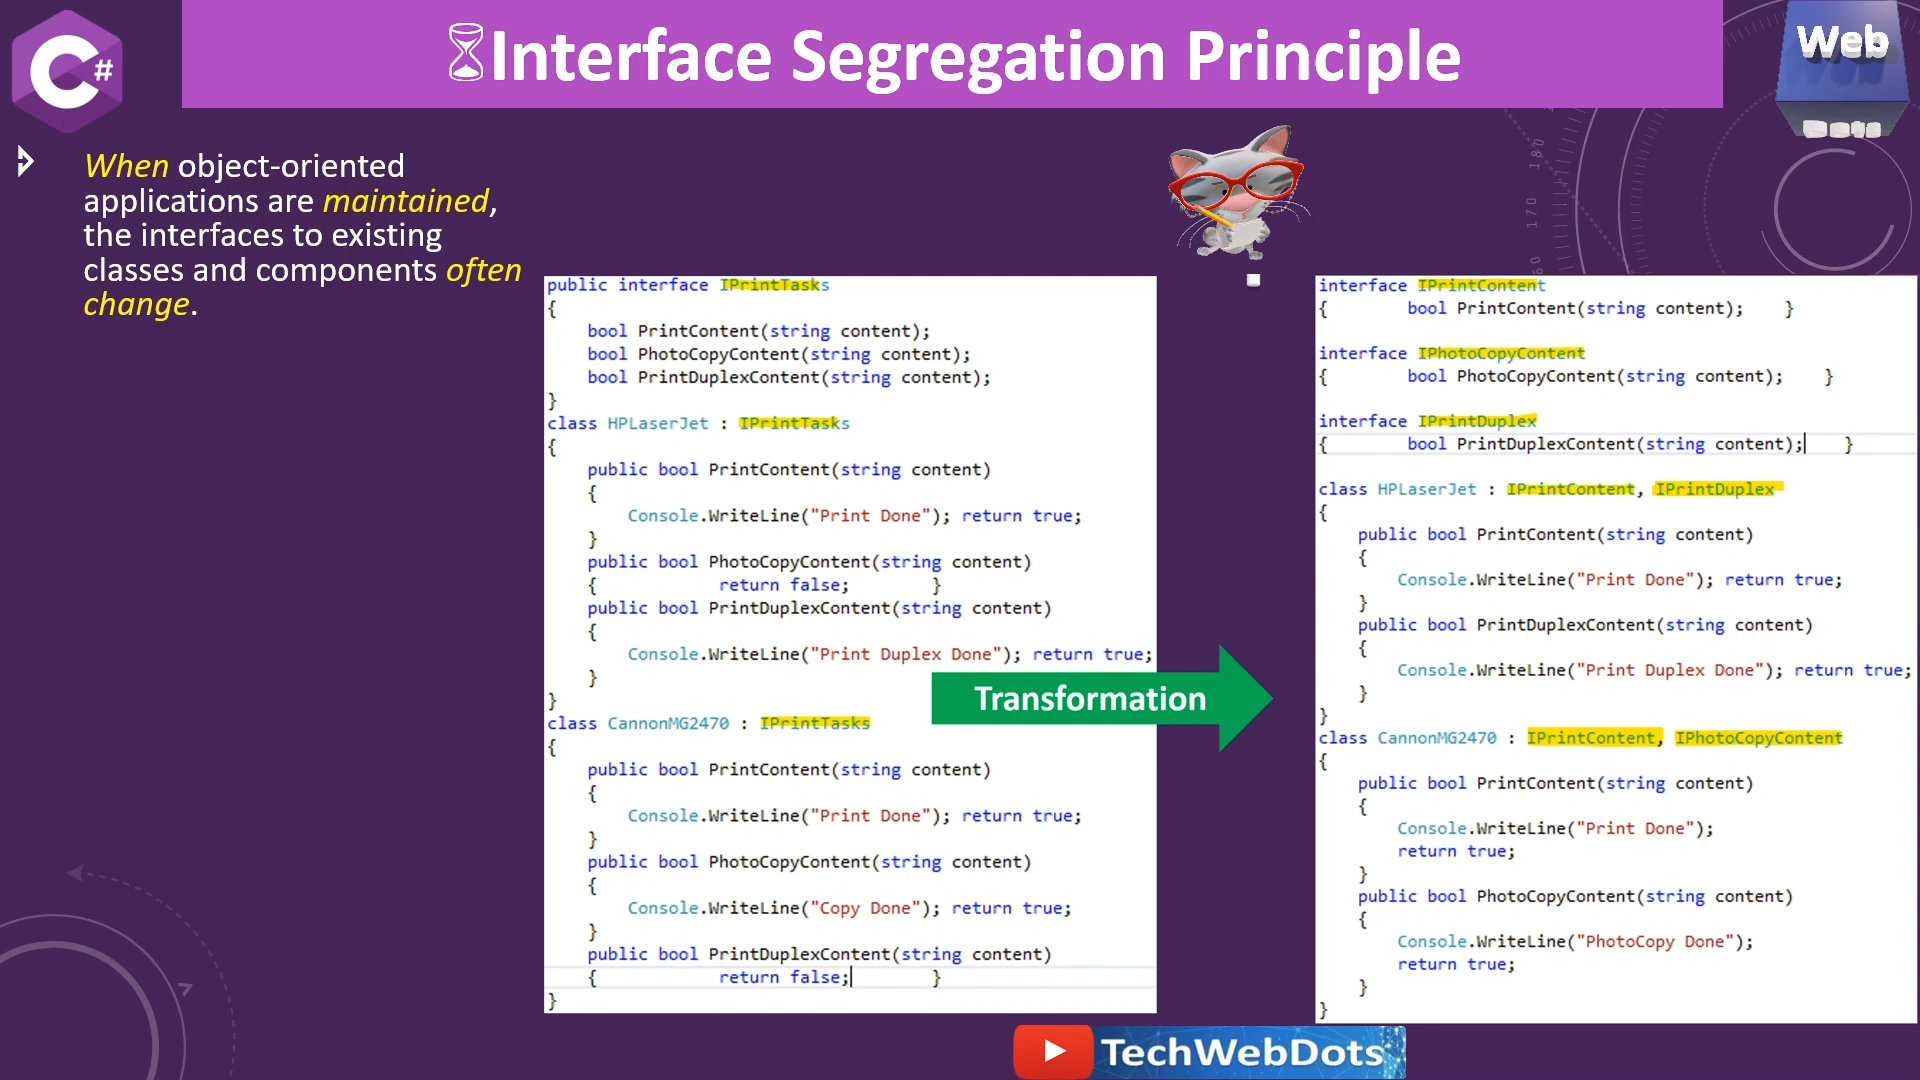 Interface Segregation Principle
C#
Web
Dots
When object-oriented
applications are maintained,
the interfaces to existing
classes and components often
change.
public interface IPrintTasks
{
bool PrintContent(string content);
bool PhotoCopyContent(string content);
bool PrintDuplexContent(string content);
}
class HPLaserJet : IPrintTasks
{
public bool PrintContent(string content)
{
Console.WriteLine("Print Done"); return true;
}
public bool PhotoCopyContent(string content)
{ return false; }
public bool PrintDuplexContent(string content)
{
Console.WriteLine("Print Duplex Done"); return true;
}
}
class CannonMG2470 : IPrintTasks
{
public bool PrintContent(string content)
{
Console.WriteLine("Print Done"); return true;
}
public bool PhotoCopyContent(string content)
{
Console.WriteLine("Copy Done"); return true;
}
public bool PrintDuplexContent(string content)
{ return false; }
}
Transformation
interface IPrintContent
{ bool PrintContent(string content); }
interface IPhotoCopyContent
{ bool PhotoCopyContent(string content); }
interface IPrintDuplex
{ bool PrintDuplexContent(string content); }
class HPLaserJet : IPrintContent, IPrintDuplex
{
public bool PrintContent(string content)
{
Console.WriteLine("Print Done"); return true;
}
public bool PrintDuplexContent(string content)
{
Console.WriteLine("Print Duplex Done"); return true;
}
}
class CannonMG2470 : IPrintContent, IPhotoCopyContent
{
public bool PrintContent(string content)
{
Console.WriteLine("Print Done");
return true;
}
public bool PhotoCopyContent(string content)
{
Console.WriteLine("PhotoCopy Done");
return true;
}
}
180
170
TechWebDots